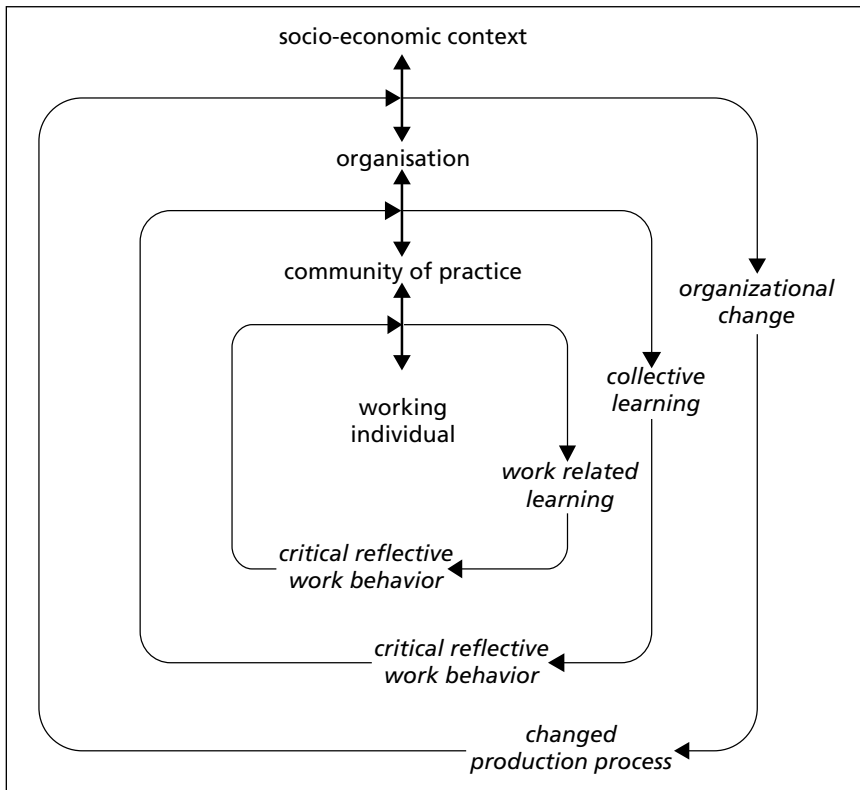 socio-economic context
organisation
community of practice
organizational
change
collective
learning
working
individual
work related
learning
critical reflective
work behavior
critical reflective
work behavior
changed
production process